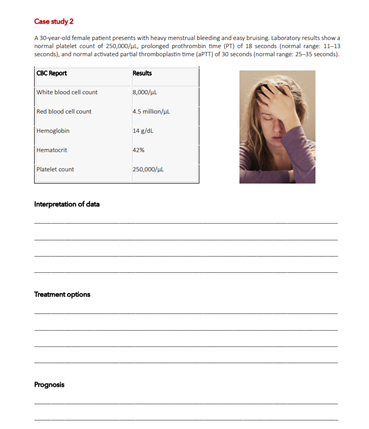 Case study 2
A 30-year-old female patient presents with heavy menstrual bleeding and easy bruising. Laboratory results show a
normal platelet count of 250,000/µL, prolonged prothrombin time (PT) of 18 seconds (normal range: 11–13
seconds), and normal activated partial thromboplastin time (aPTT) of 30 seconds (normal range: 25–35 seconds).
CBC Report Results
White blood cell count 8,000/µL
Red blood cell count 4.5 million/µL
Hemoglobin 14 g/dL
Hematocrit 42%
Platelet count 250,000/µL
Interpretation of data
Treatment options
Prognosis